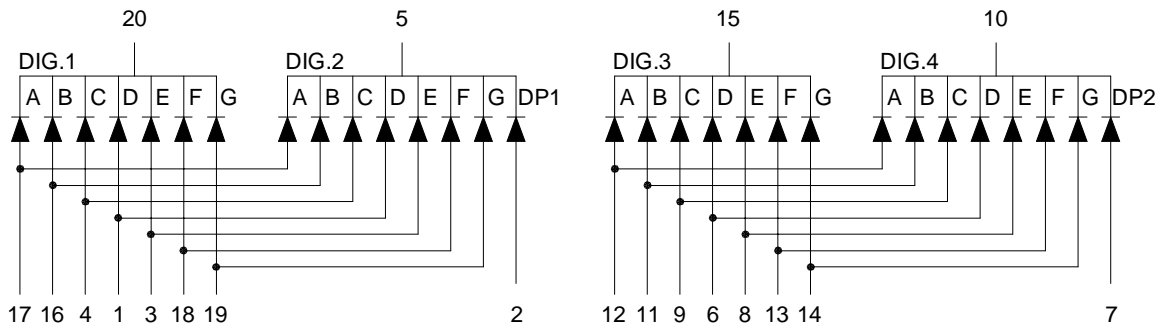 20 5 15 10
DIG.1 DIG.2 DIG.3 DIG.4
A B C D E F G A B C D E F G DP1 A B C D E F G A B C D E F G DP2
17 16 4 1 3 18 19 2 12 11 9 6 8 13 14 7